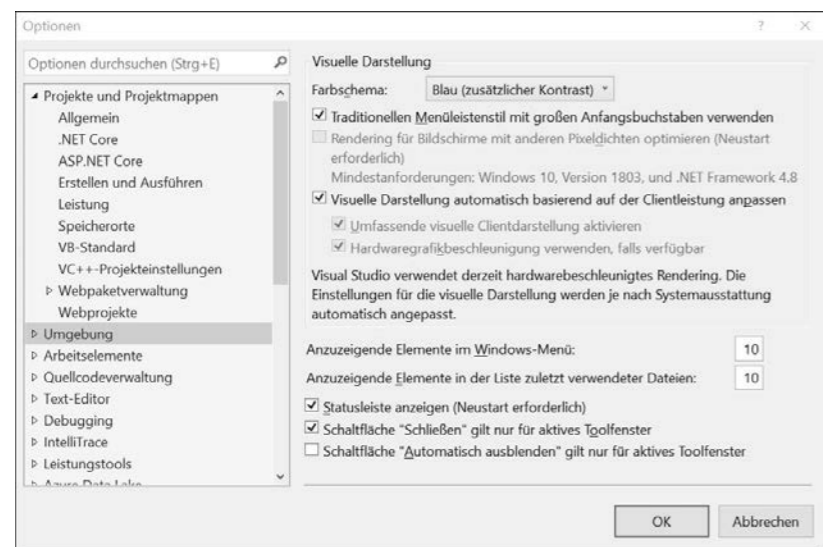 Optionen
Optionen durchsuchen (Strg+E)
Projekte und Projektmappen
Allgemein
.NET Core
ASP.NET Core
Erstellen und Ausführen
Leistung
Speicherorte
VB-Standard
VC++-Projekteinstellungen
Webpaketverwaltung
Webprojekte
Umgebung
Arbeitselemente
Quellcodeverwaltung
Text-Editor
Debugging
IntelliTrace
Leistungstools
Azure Data Lake
Visuelle Darstellung
Farbschema: Blau (zusätzlicher Kontrast)
Traditionellen Menüleistenstil mit großen Anfangsbuchstaben verwenden
Rendering für Bildschirme mit anderen Pixeldichten optimieren (Neustart
erforderlich)
Mindestanforderungen: Windows 10, Version 1803, und .NET Framework 4.8
Visuelle Darstellung automatisch basierend auf der Clientleistung anpassen
Umfassende visuelle Clientdarstellung aktivieren
Hardwaregrafikbeschleunigung verwenden, falls verfügbar
Visual Studio verwendet derzeit hardwarebeschleunigtes Rendering. Die
Einstellungen für die visuelle Darstellung werden je nach Systemausstattung
automatisch angepasst.
Anzuzeigende Elemente im Windows-Menü: 10
Anzuzeigende Elemente in der Liste zuletzt verwendeter Dateien: 10
Statusleiste anzeigen (Neustart erforderlich)
Schaltfläche "Schließen" gilt nur für aktives Toolfenster
Schaltfläche "Automatisch ausblenden" gilt nur für aktives Toolfenster
OK Abbrechen